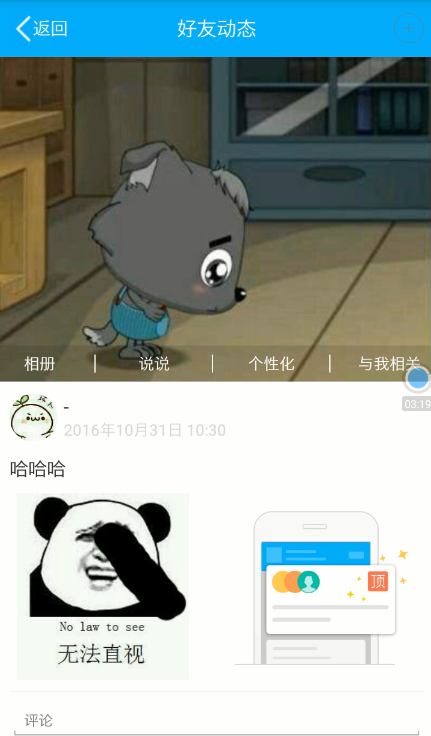 返回
好友动态
相册
说说
个性化
与我相关
03:19
-
2016年10月31日 10:30
哈哈哈
No law to see
无法直视
顶
评论